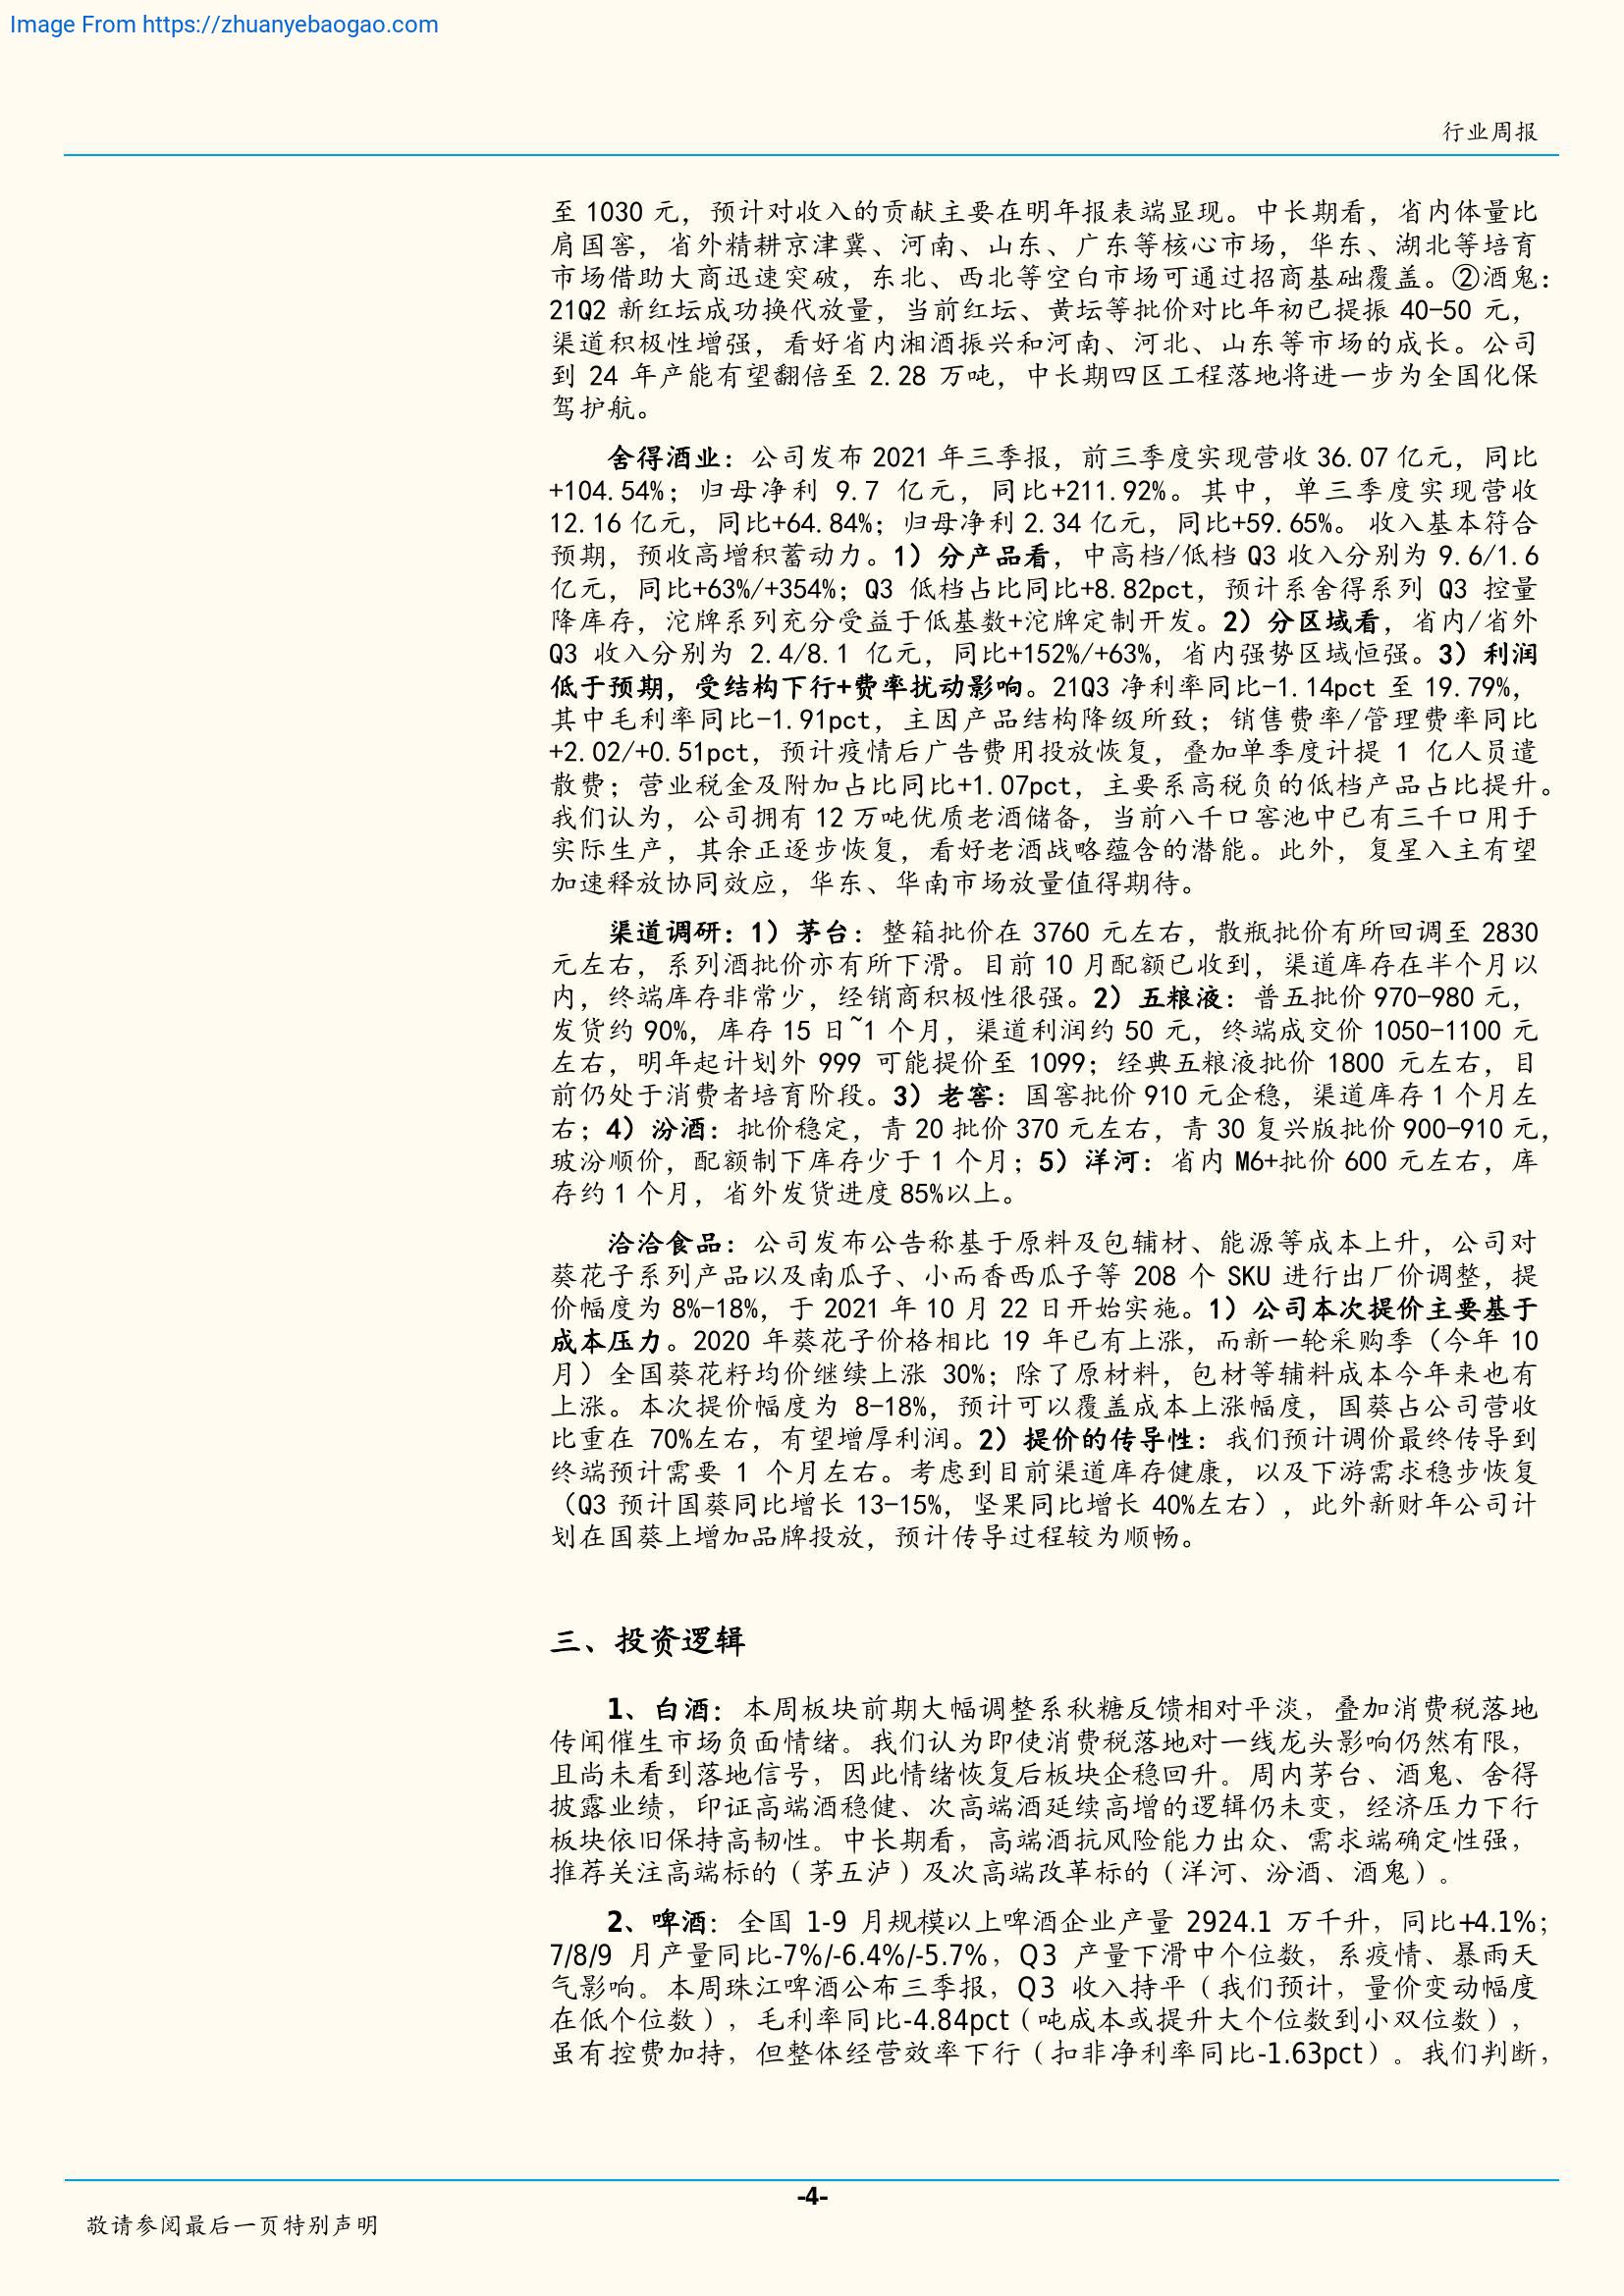 Image From https://zhuanyebaogao.com
行业周报
至 1030 元，预计对收入的贡献主要在明年报表端显现。中长期看，省内体量比
肩国窖，省外精耕京津冀、河南、山东、广东等核心市场，华东、湖北等培育
市场借助大商迅速突破，东北、西北等空白市场可通过招商基础覆盖。②酒鬼：
21Q2 新红坛成功换代放量，当前红坛、黄坛等批价对比年初已提振 40-50 元，
渠道积极性增强，看好省内湘酒振兴和河南、河北、山东等市场的成长。公司
到 24 年产能有望翻倍至 2.28 万吨，中长期四区工程落地将进一步为全国化保
驾护航。
舍得酒业：公司发布 2021 年三季报，前三季度实现营收 36.07 亿元，同比
+104.54%；归母净利 9.7 亿元，同比+211.92%。其中，单三季度实现营收
12.16 亿元，同比+64.84%；归母净利 2.34 亿元，同比+59.65%。 收入基本符合
预期，预收高增积蓄动力。1）分产品看，中高档/低档 Q3 收入分别为 9.6/1.6
亿元，同比+63%/+354%；Q3 低档占比同比+8.82pct，预计系舍得系列 Q3 控量
降库存，沱牌系列充分受益于低基数+沱牌定制开发。2）分区域看，省内/省外
Q3 收入分别为 2.4/8.1 亿元，同比+152%/+63%，省内强势区域恒强。3）利润
低于预期，受结构下行+费率扰动影响。21Q3 净利率同比-1.14pct 至 19.79%，
其中毛利率同比-1.91pct，主因产品结构降级所致；销售费率/管理费率同比
+2.02/+0.51pct，预计疫情后广告费用投放恢复，叠加单季度计提 1 亿人员遣
散费；营业税金及附加占比同比+1.07pct，主要系高税负的低档产品占比提升。
我们认为，公司拥有 12 万吨优质老酒储备，当前八千口窖池中已有三千口用于
实际生产，其余正逐步恢复，看好老酒战略蕴含的潜能。此外，复星入主有望
加速释放协同效应，华东、华南市场放量值得期待。
渠道调研：1）茅台：整箱批价在 3760 元左右，散瓶批价有所回调至 2830
元左右，系列酒批价亦有所下滑。目前 10 月配额已收到，渠道库存在半个月以
内，终端库存非常少，经销商积极性很强。2）五粮液：普五批价 970-980 元，
发货约 90%，库存 15 日~1 个月，渠道利润约 50 元，终端成交价 1050-1100 元
左右，明年起计划外 999 可能提价至 1099；经典五粮液批价 1800 元左右，目
前仍处于消费者培育阶段。3）老窖：国窖批价 910 元企稳，渠道库存 1 个月左
右；4）汾酒：批价稳定，青 20 批价 370 元左右，青 30 复兴版批价 900-910 元，
玻汾顺价，配额制下库存少于 1 个月；5）洋河：省内 M6+批价 600 元左右，库
存约 1 个月，省外发货进度 85%以上。
洽洽食品：公司发布公告称基于原料及包辅材、能源等成本上升，公司对
葵花子系列产品以及南瓜子、小而香西瓜子等 208 个 SKU 进行出厂价调整，提
价幅度为 8%-18%，于 2021 年 10 月 22 日开始实施。1）公司本次提价主要基于
成本压力。2020 年葵花子价格相比 19 年已有上涨，而新一轮采购季（今年 10
月）全国葵花籽均价继续上涨 30%；除了原材料，包材等辅料成本今年来也有
上涨。本次提价幅度为 8-18%，预计可以覆盖成本上涨幅度，国葵占公司营收
比重在 70%左右，有望增厚利润。2）提价的传导性：我们预计调价最终传导到
终端预计需要 1 个月左右。考虑到目前渠道库存健康，以及下游需求稳步恢复
（Q3 预计国葵同比增长 13-15%，坚果同比增长 40%左右），此外新财年公司计
划在国葵上增加品牌投放，预计传导过程较为顺畅。
三、投资逻辑
1、白酒：本周板块前期大幅调整系秋糖反馈相对平淡，叠加消费税落地
传闻催生市场负面情绪。我们认为即使消费税落地对一线龙头影响仍然有限，
且尚未看到落地信号，因此情绪恢复后板块企稳回升。周内茅台、酒鬼、舍得
披露业绩，印证高端酒稳健、次高端酒延续高增的逻辑仍未变，经济压力下行
板块依旧保持高韧性。中长期看，高端酒抗风险能力出众、需求端确定性强，
推荐关注高端标的（茅五泸）及次高端改革标的（洋河、汾酒、酒鬼）。
2、啤酒：全国 1-9 月规模以上啤酒企业产量 2924.1 万千升，同比+4.1%；
7/8/9 月产量同比-7%/-6.4%/-5.7%，Q3 产量下滑中个位数，系疫情、暴雨天
气影响。本周珠江啤酒公布三季报，Q3 收入持平（我们预计，量价变动幅度
在低个位数），毛利率同比-4.84pct（吨成本或提升大个位数到小双位数），
虽有控费加持，但整体经营效率下行（扣非净利率同比-1.63pct）。我们判断，
-4-
敬请参阅最后一页特别声明